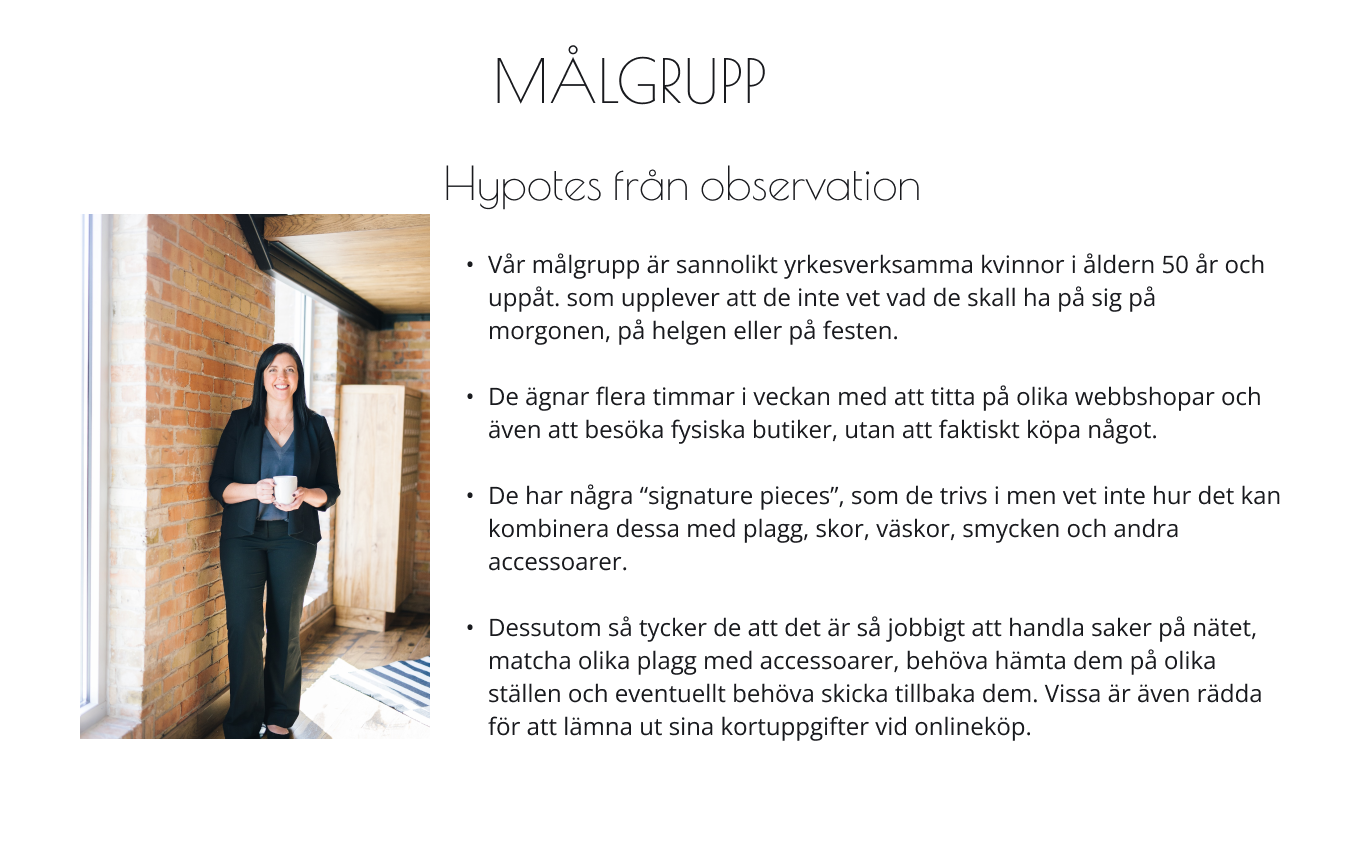 MÅLGRUPP
Hypotes från observation
• Vår målgrupp är sannolikt yrkesverksamma kvinnor i åldern 50 år och
uppåt. som upplever att de inte vet vad de skall ha på sig på
morgonen, på helgen eller på festen.
• De ägnar flera timmar i veckan med att titta på olika webbshopar och
även att besöka fysiska butiker, utan att faktiskt köpa något.
• De har några “signature pieces”, som de trivs i men vet inte hur det kan
kombinera dessa med plagg, skor, väskor, smycken och andra
accessoarer.
• Dessutom så tycker de att det är så jobbigt att handla saker på nätet,
matcha olika plagg med accessoarer, behöva hämta dem på olika
ställen och eventuellt behöva skicka tillbaka dem. Vissa är även rädda
för att lämna ut sina kortuppgifter vid onlineköp.